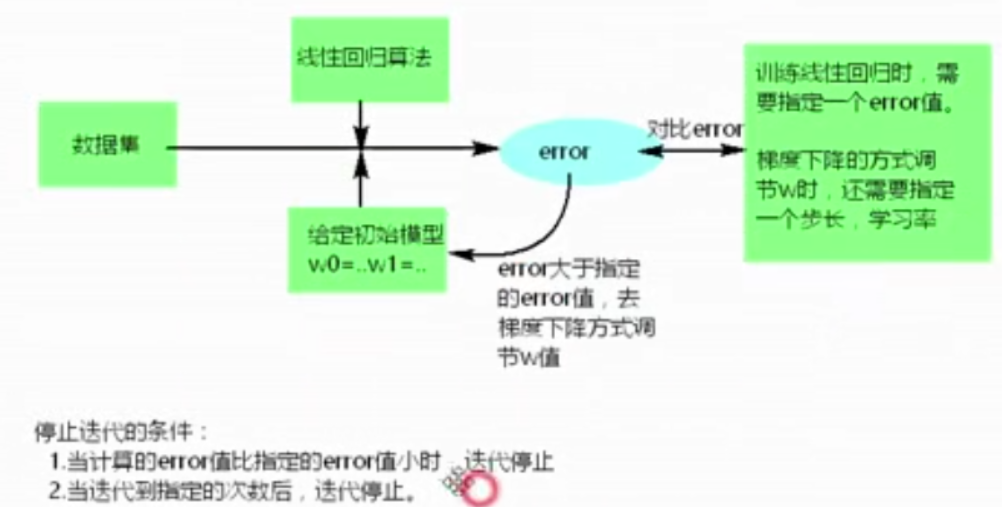 线性回归算法
数据集
error
对比error
训练线性回归时，需
要指定一个error值。
梯度下降的方式调
节w时，还需要指定
一个步长，学习率
给定初始模型
w0=..w1=..
error大于指定
的error值，去
梯度下降方式调
节w值
停止迭代的条件：
1.当计算的error值比指定的error值小时，迭代停止
2.当迭代到指定的次数后，迭代停止。